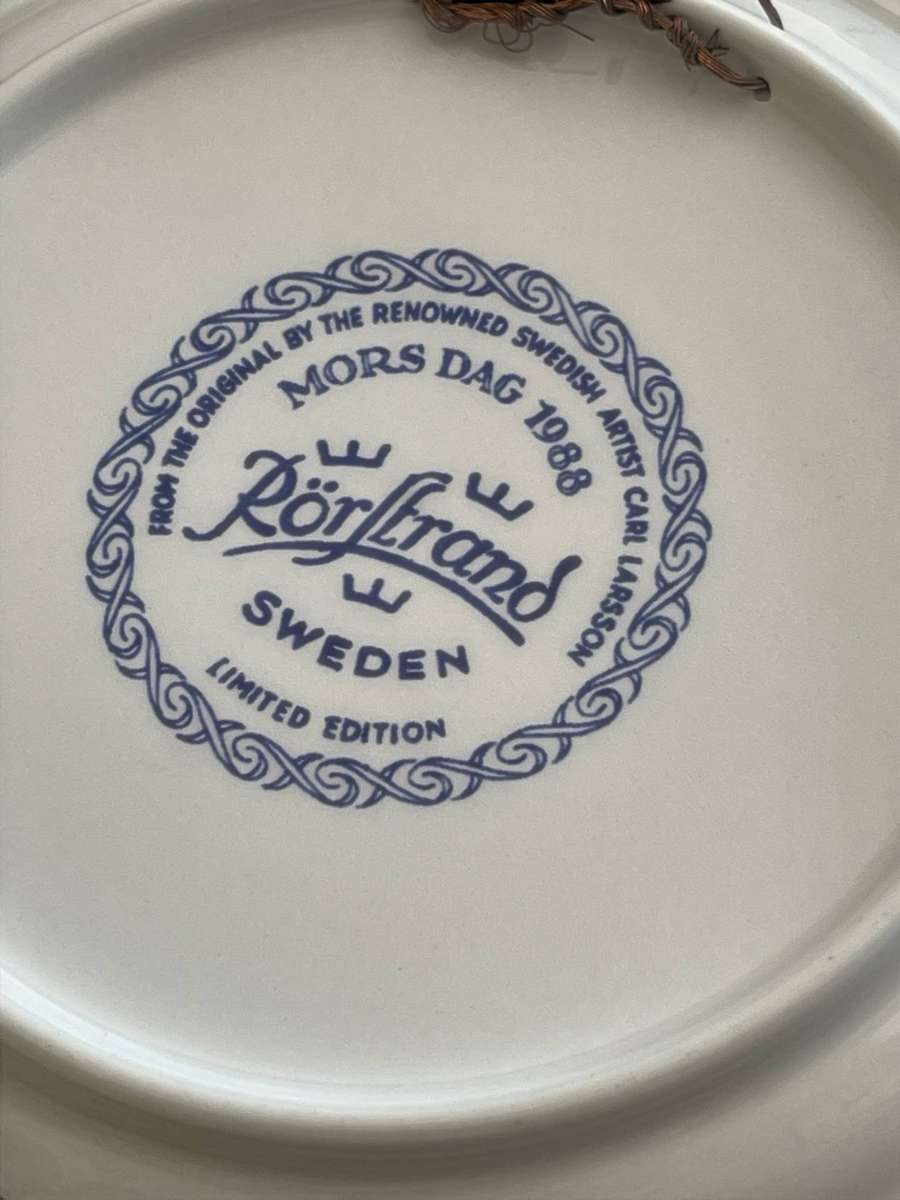 FROM THE ORIGINAL BY THE RENOWNED SWEDISH ARTIST CARL LARSSON
MORS DAG 1988
Rörstrand
SWEDEN
LIMITED EDITION